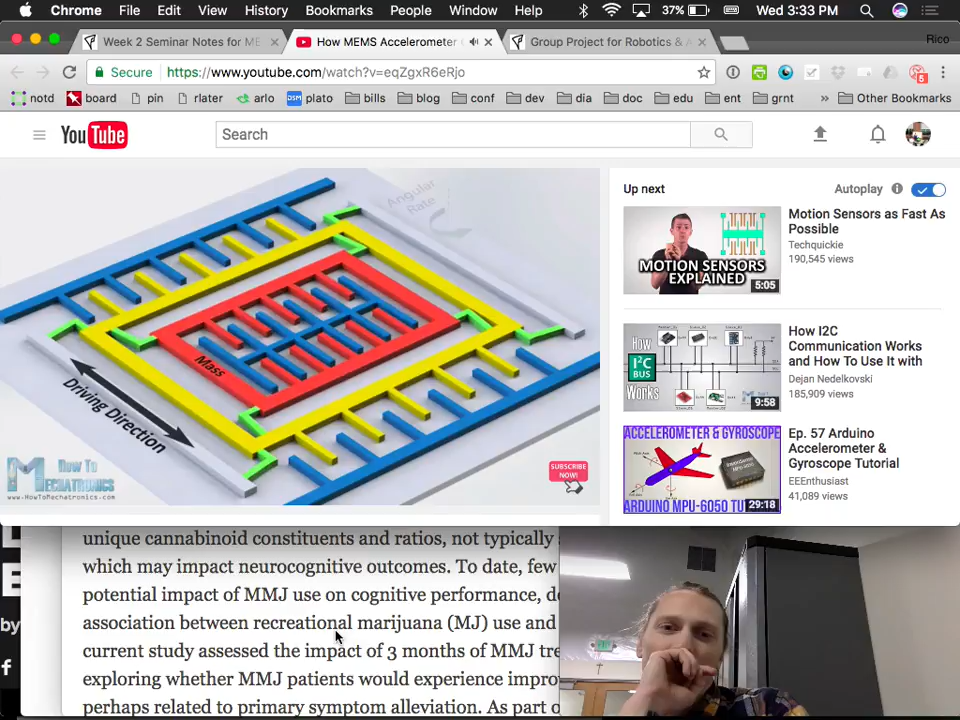 Chrome File Edit View History Bookmarks People Window Help 37% Wed 3:33 PM
Week 2 Seminar Notes for ME
How MEMS Accelerometer
Group Project for Robotics & A
Rico
Secure https://www.youtube.com/watch?v=eqZgxR6eRjo
notd board pin rlater arlo plato bills blog conf dev dia doc edu ent grnt » Other Bookmarks
YouTube
Search
Angular
Rate
Mass
Driving Direction
How To
Mechatronics
www.HowToMechatronics.com
SUBSCRIBE
NOW!
Up next
Autoplay
MOTION SENSORS
EXPLAINED
5:05
Motion Sensors as Fast As
Possible
Techquickie
190,545 views
How
I²C
BUS
Works
9:58
How I2C
Communication Works
and How To Use It with
Dejan Nedelkovski
185,909 views
ACCELEROMETER & GYROSCOPE
ARDUINO MPU-6050 TU
29:18
Ep. 57 Arduino
Accelerometer &
Gyroscope Tutorial
EEEnthusiast
41,089 views
by
unique cannabinoid constituents and ratios, not typically
which may impact neurocognitive outcomes. To date, few
potential impact of MMJ use on cognitive performance,
association between recreational marijuana (MJ) use and
current study assessed the impact of 3 months of MMJ
exploring whether MMJ patients would experience
perhaps related to primary symptom alleviation. As part